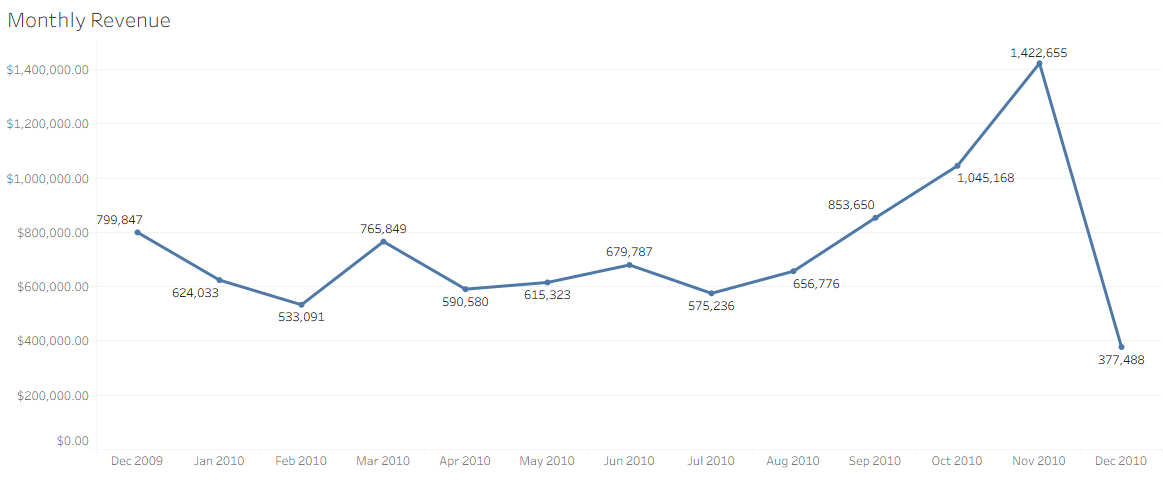 Monthly Revenue
$1,400,000.00
$1,200,000.00
$1,000,000.00
$800,000.00
$600,000.00
$400,000.00
$200,000.00
$0.00
799,847
624,033
533,091
765,849
590,580
615,323
679,787
575,236
656,776
853,650
1,045,168
1,422,655
377,488
Dec 2009
Jan 2010
Feb 2010
Mar 2010
Apr 2010
May 2010
Jun 2010
Jul 2010
Aug 2010
Sep 2010
Oct 2010
Nov 2010
Dec 2010